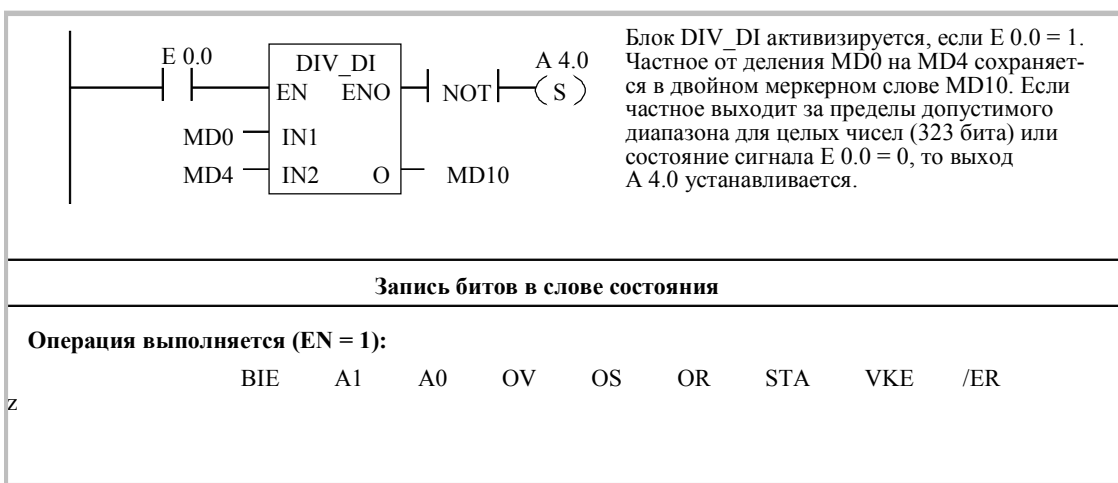 E 0.0
DIV_DI
A 4.0
EN ENO
NOT
S
MD0
IN1
MD4
IN2
O
MD10
Блок DIV_DI активизируется, если E 0.0 = 1.
Частное от деления MD0 на MD4 сохраняет-
ся в двойном меркерном слове MD10. Если
частное выходит за пределы допустимого
диапазона для целых чисел (323 бита) или
состояние сигнала E 0.0 = 0, то выход
A 4.0 устанавливается.
Запись битов в слове состояния
Операция выполняется (EN = 1):
BIE A1 A0 OV OS OR STA VKE /ER
z